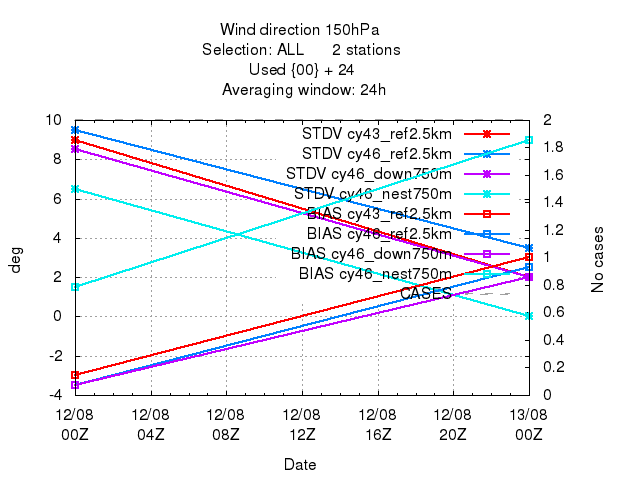 Wind direction 150hPa
Selection: ALL      2 stations
Used {00} + 24
Averaging window: 24h
10
8
6
4
2
0
-2
-4
deg
2
1.8
1.6
1.4
1.2
1
0.8
0.6
0.4
0.2
0
No cases
STDV cy43_ref2.5km
STDV cy46_ref2.5km
STDV cy46_down750m
STDV cy46_nest750m
BIAS cy43_ref2.5km
BIAS cy46_ref2.5km
BIAS cy46_down750m
BIAS cy46_nest750m
CASES
12/08 12/08 12/08 12/08 12/08 12/08 13/08
00Z 04Z 08Z 12Z 16Z 20Z 00Z
Date